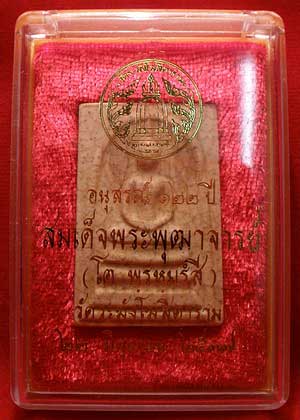 อนุสรณ์ ๑๒๒ ปี
สมเด็จพระพุฒาจารย์
(โต พรหมรํสี)
วัดระฆังโฆสิตาราม